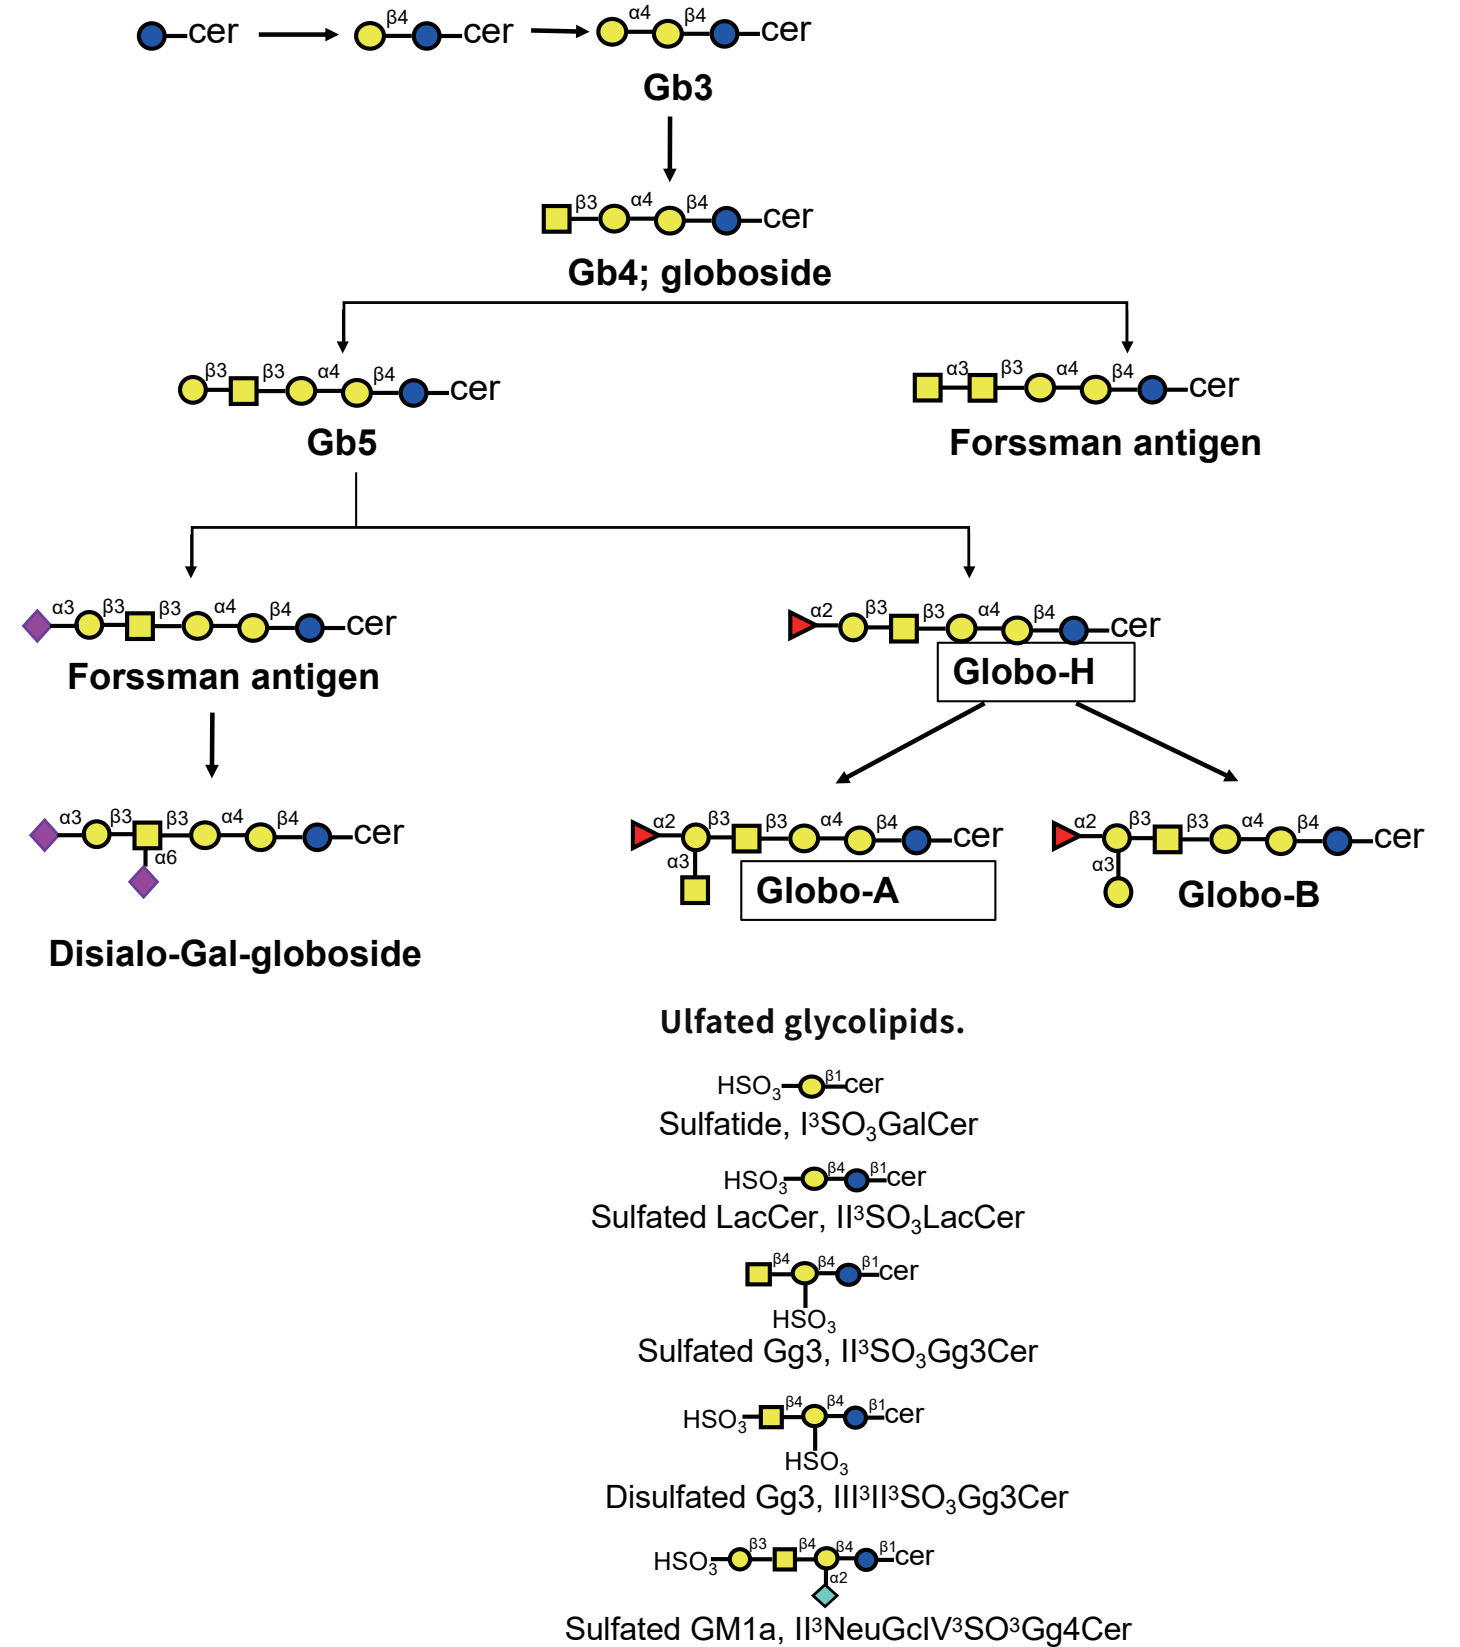 cer β4 cer α4 β4 cer
Gb3
β3 α4 β4 cer
Gb4; globoside
β3 β3 α4 β4 cer α3 β3 α4 β4 cer
Gb5 Forssman antigen
α3 β3 β3 α4 β4 cer α2 β3 β3 α4 β4 cer
Forssman antigen Globo-H
α3 β3 β3 α4 β4 cer α2 β3 β3 α4 β4 cer α2 β3 β3 α4 β4 cer
α6 α3 α3
Globo-A Globo-B
Disialo-Gal-globoside
Ulfated glycolipids.
HSO₃ β1 cer
Sulfatide, I³SO₃GalCer
HSO₃ β4 β1 cer
Sulfated LacCer, II³SO₃LacCer
β4 β4 β1 cer
HSO₃
Sulfated Gg3, II³SO₃Gg3Cer
HSO₃ β4 β4 β1 cer
HSO₃
Disulfated Gg3, III³II³SO₃Gg3Cer
HSO₃ β3 β4 β4 β1 cer
α2
Sulfated GM1a, II³NeuGcIV³SO³Gg4Cer